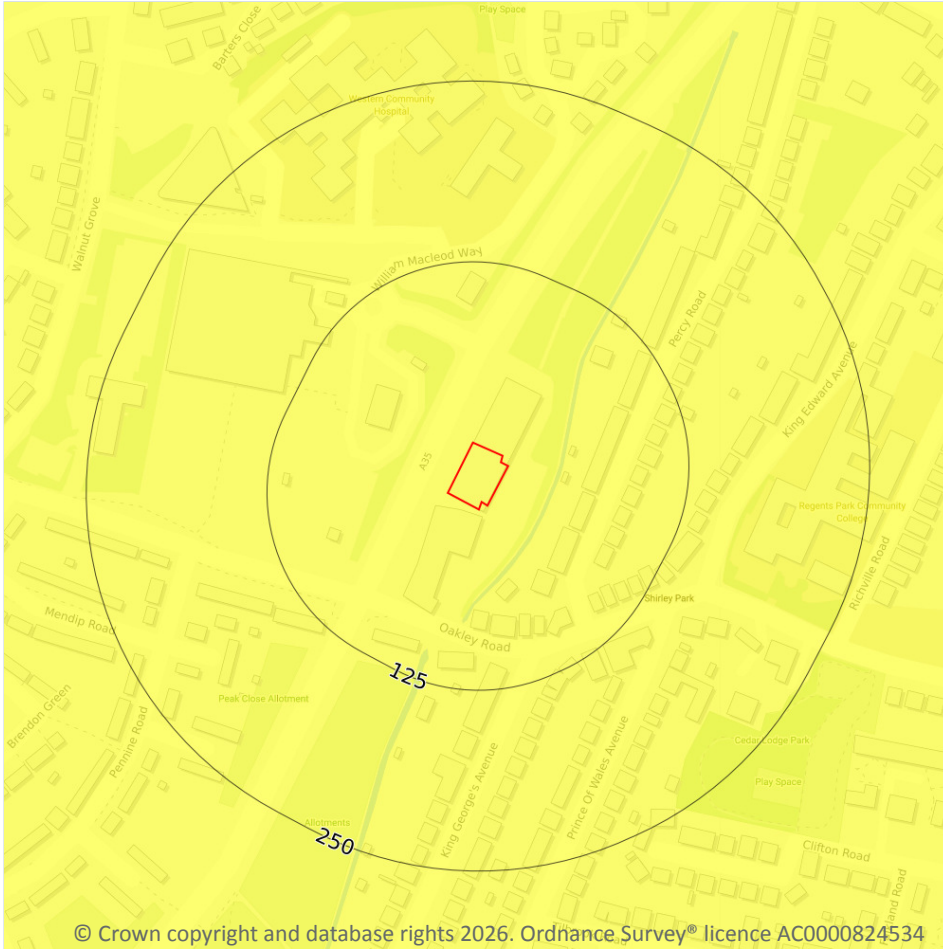 Play Space
Barters Close
Western Community
Hospital
Walnut Grove
William Macleod Way
Percy Road
King Edward Avenue
A35
Regents Park Community
College
Richville Road
Shirley Park
Mendip Road
Oakley Road
125
Peak Close Allotment
Brendon Green
Pennine Road
King George's Avenue
Prince Of Wales Avenue
Cedar Lodge Park
Play Space
Allotments
250
Clifton Road
© Crown copyright and database rights 2026. Ordnance Survey® licence AC0000824534